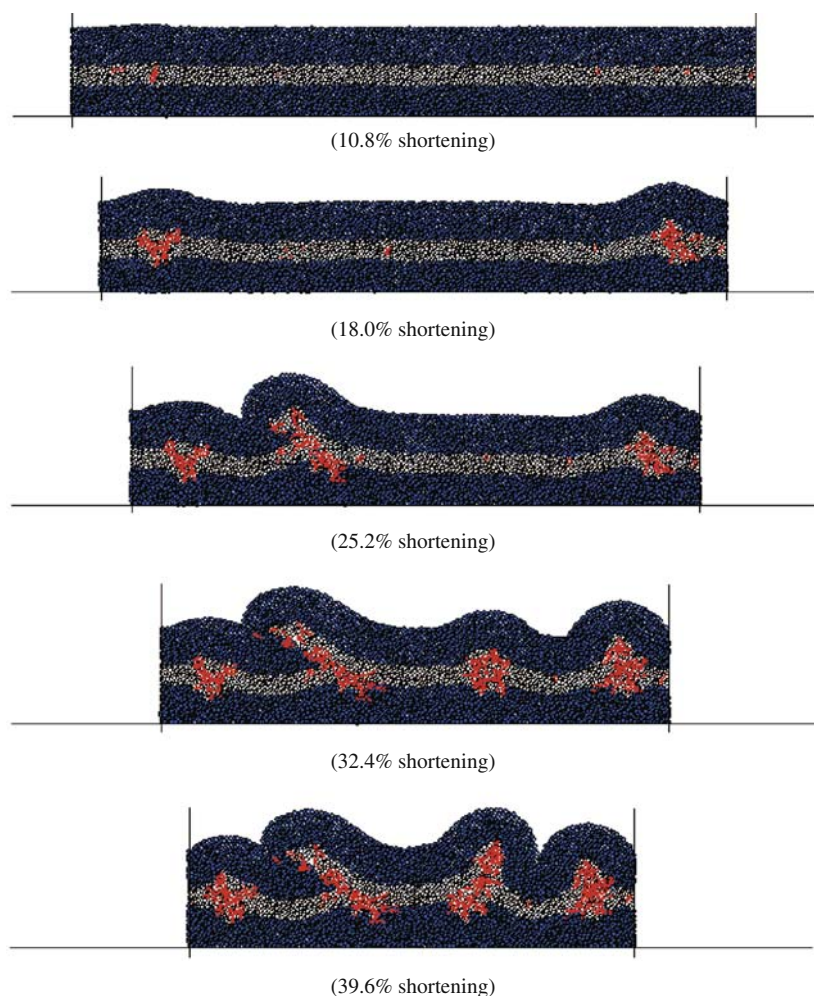 (10.8% shortening)
(18.0% shortening)
(25.2% shortening)
(32.4% shortening)
(39.6% shortening)